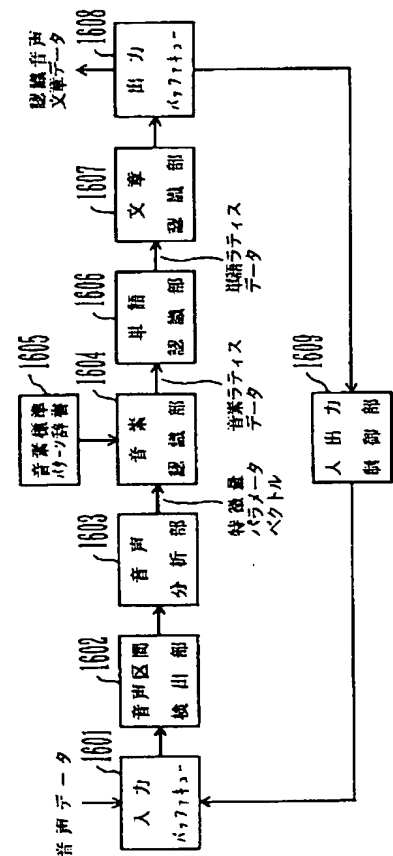 音声データ
1601
入力
バッファキュー
1602
音声区間
検出部
1603
音声
分析部
特徴量
パラメータ
ベクトル
1605
音素標準
パターン辞書
1604
音素
認識部
音素ラティス
データ
1606
単語
認識部
単語ラティス
データ
1607
文章
認識部
認識音声
文章データ
1608
出力
バッファキュー
1609
入出力
制御部